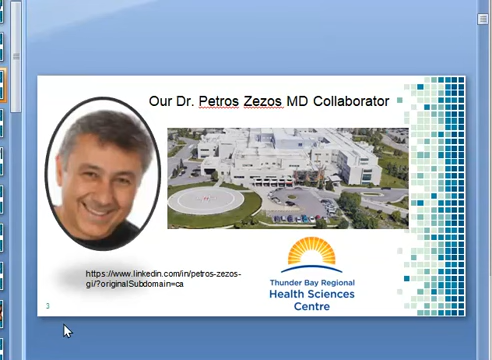 Our Dr. Petros Zezos MD Collaborator
https://www.linkedin.com/in/petros-zezos-
gi/?originalSubdomain=ca
Thunder Bay Regional
Health Sciences
Centre
3